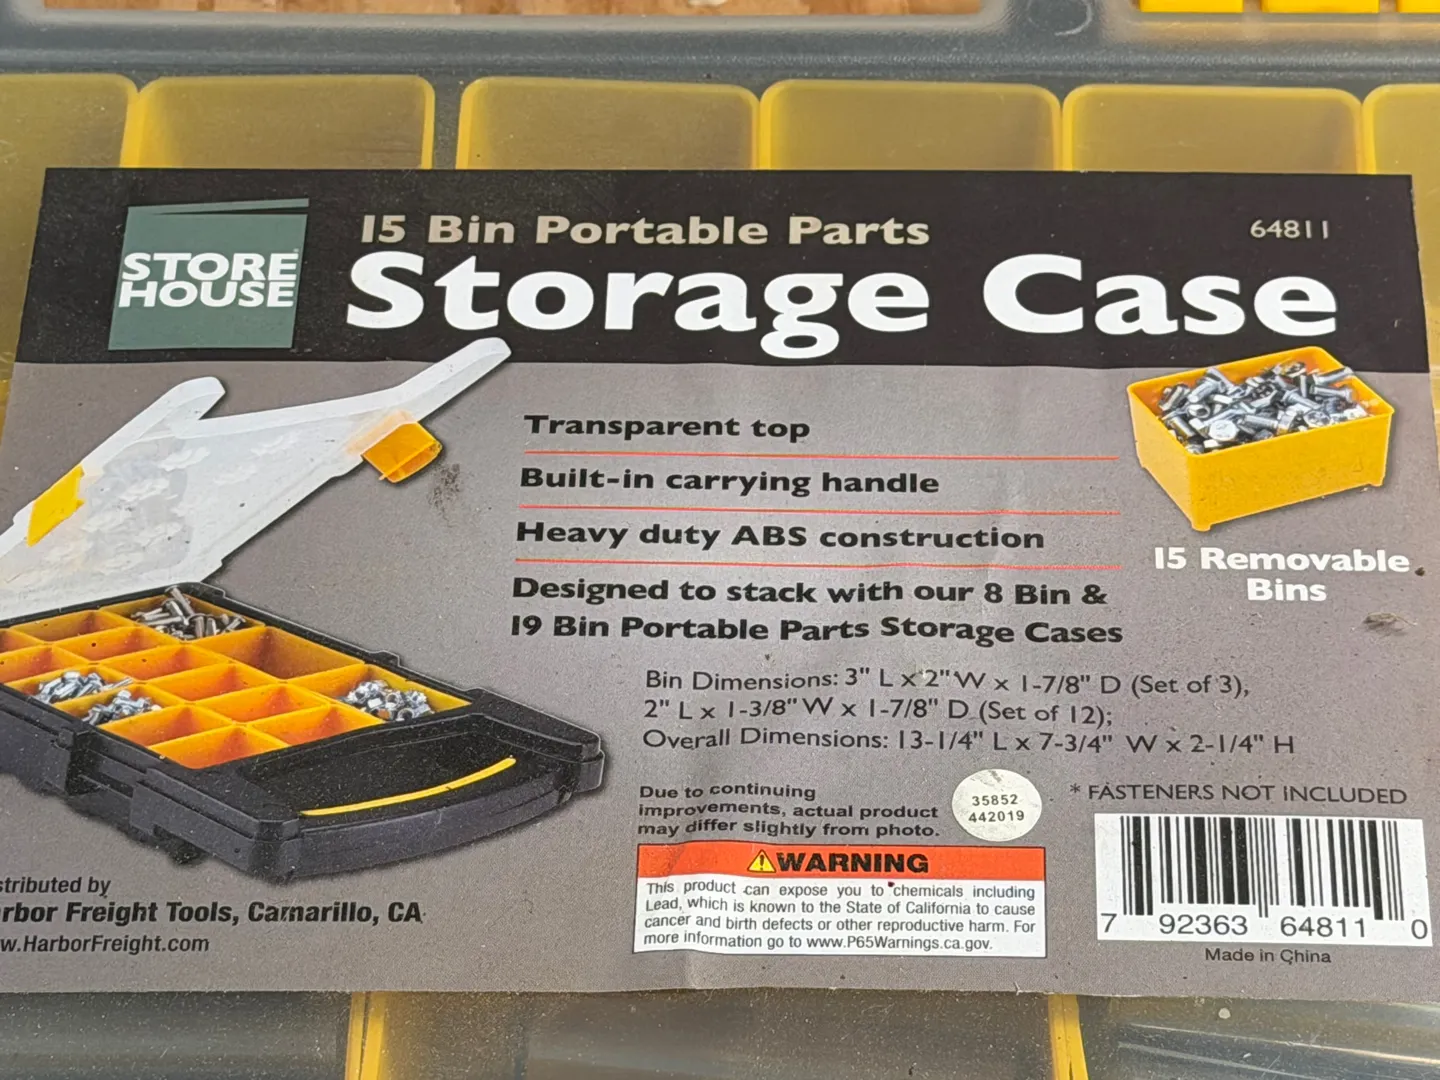 STORE
HOUSE
15 Bin Portable Parts
64811
Storage Case
Transparent top
Built-in carrying handle
Heavy duty ABS construction
Designed to stack with our 8 Bin &
19 Bin Portable Parts Storage Cases
15 Removable
Bins
Bin Dimensions: 3" L x 2" W x 1-7/8" D (Set of 3),
2" L x 1-3/8" W x 1-7/8" D (Set of 12);
Overall Dimensions: 13-1/4" L x 7-3/4" W x 2-1/4" H
Due to continuing
improvements, actual product
may differ slightly from photo.
35852
442019
* FASTENERS NOT INCLUDED
WARNING
This product can expose you to chemicals including
Lead, which is known to the State of California to cause
cancer and birth defects or other reproductive harm. For
more information go to www.P65Warnings.ca.gov.
7 92363 64811 0
Made in China
stributed by
rbor Freight Tools, Camarillo, CA
w.HarborFreight.com